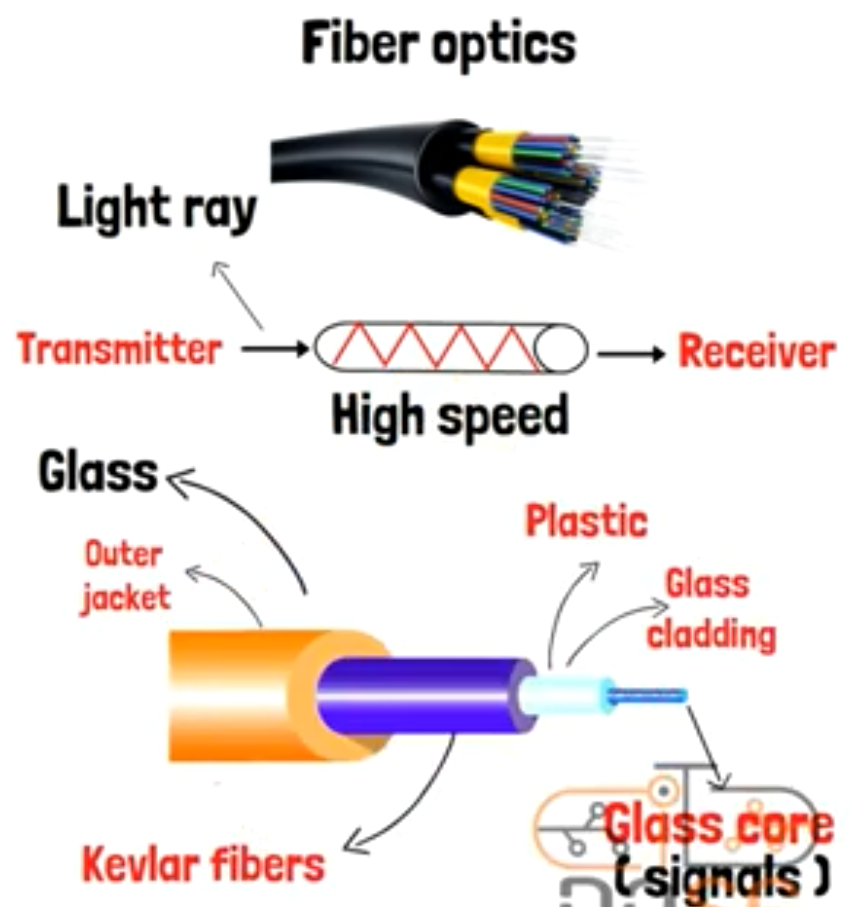 Fiber optics
Light ray
Transmitter
Receiver
High speed
Glass
Outer
jacket
Plastic
Glass
cladding
Kevlar fibers
Glass core
(signals)